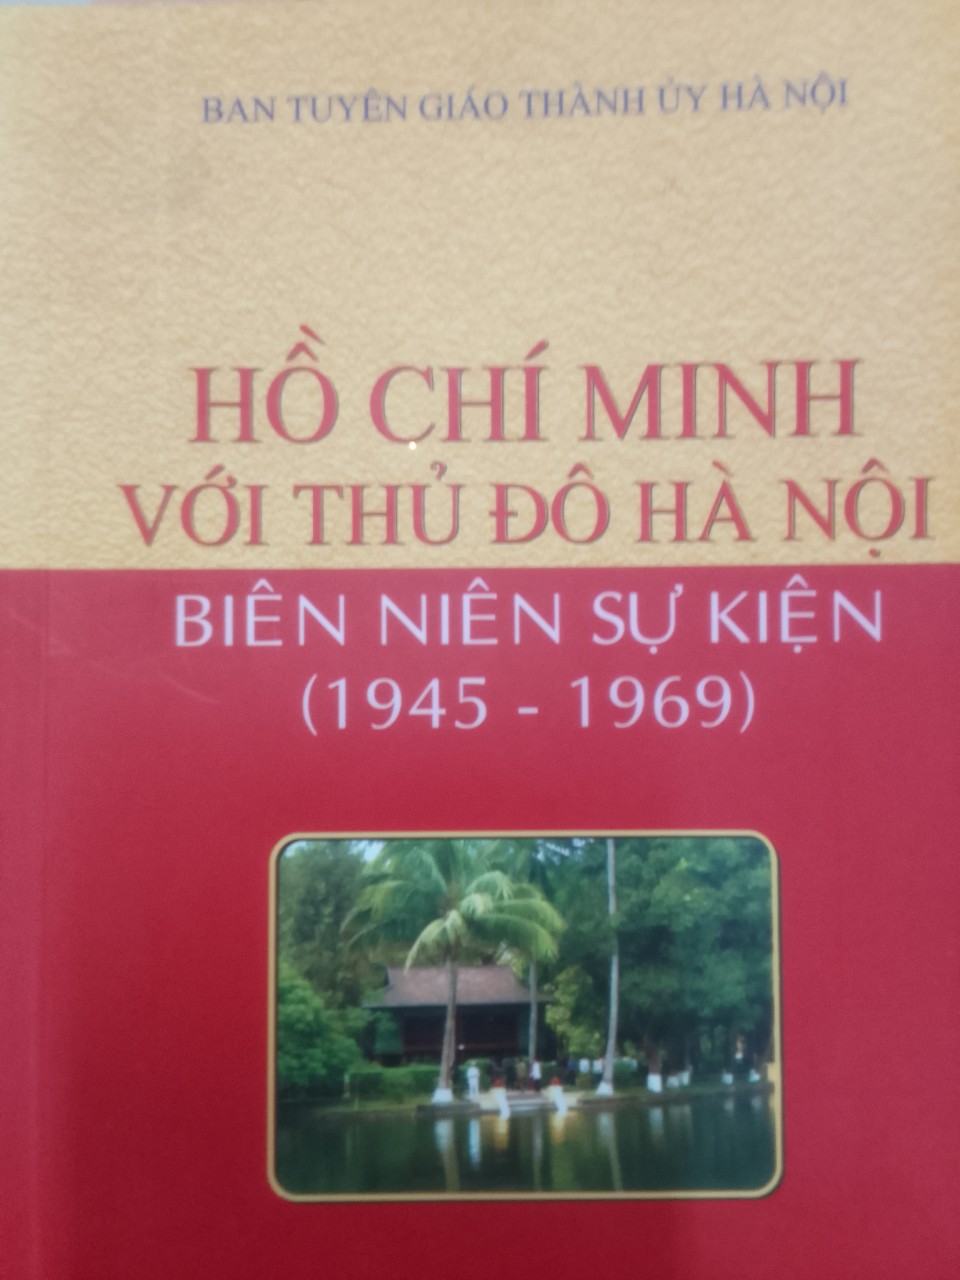 BAN TUYÊN GIÁO THÀNH ỦY HÀ NỘI
HỒ CHÍ MINH
VỚI THỦ ĐÔ HÀ NỘI
BIÊN NIÊN SỰ KIỆN
(1945 - 1969)